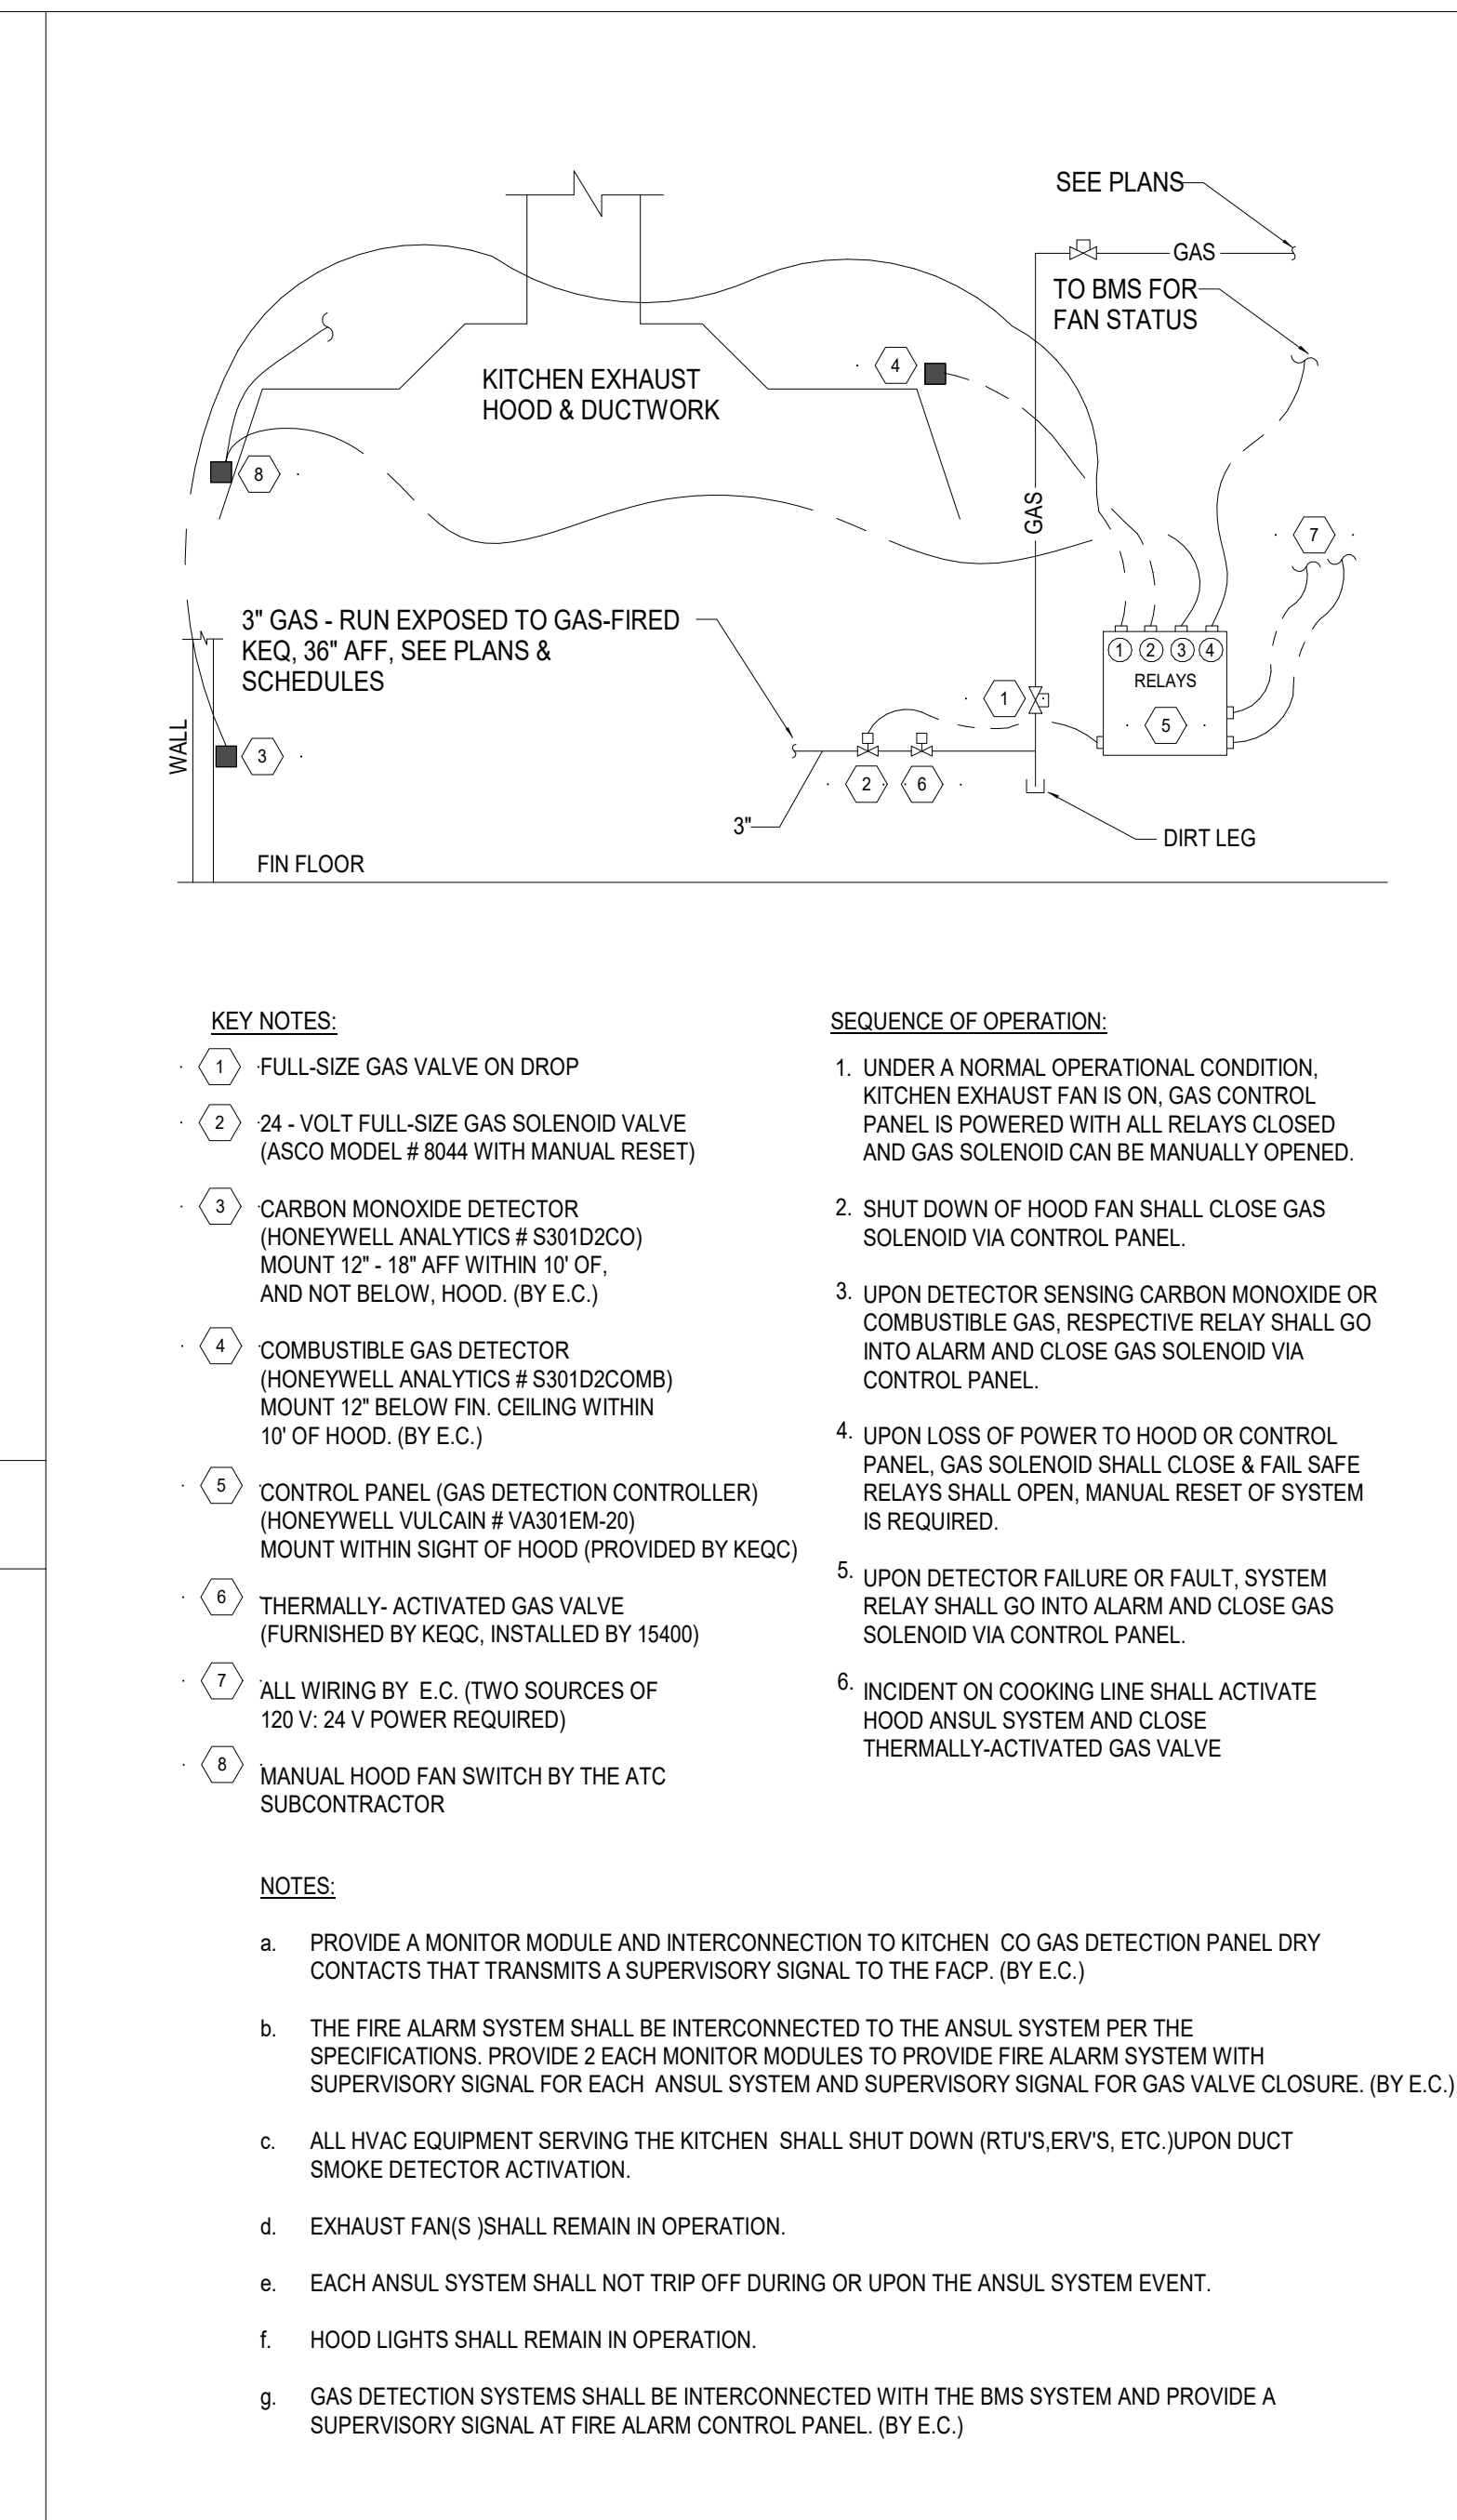 SEE PLANS
GAS
TO BMS FOR
FAN STATUS
KITCHEN EXHAUST
HOOD & DUCTWORK
4
8
GAS
7
3" GAS - RUN EXPOSED TO GAS-FIRED
KEQ, 36" AFF, SEE PLANS &
SCHEDULES
1 2 3 4
RELAYS
5
1
WALL
3
2
6
3"
DIRT LEG
FIN FLOOR
KEY NOTES:
1 FULL-SIZE GAS VALVE ON DROP
2 24 - VOLT FULL-SIZE GAS SOLENOID VALVE
(ASCO MODEL # 8044 WITH MANUAL RESET)
3 CARBON MONOXIDE DETECTOR
(HONEYWELL ANALYTICS # S301D2CO)
MOUNT 12" - 18" AFF WITHIN 10' OF,
AND NOT BELOW, HOOD. (BY E.C.)
4 COMBUSTIBLE GAS DETECTOR
(HONEYWELL ANALYTICS # S301D2COMB)
MOUNT 12" BELOW FIN. CEILING WITHIN
10' OF HOOD. (BY E.C.)
5 CONTROL PANEL (GAS DETECTION CONTROLLER)
(HONEYWELL VULCAIN # VA301EM-20)
MOUNT WITHIN SIGHT OF HOOD (PROVIDED BY KEQC)
6 THERMALLY- ACTIVATED GAS VALVE
(FURNISHED BY KEQC, INSTALLED BY 15400)
7 ALL WIRING BY E.C. (TWO SOURCES OF
120 V: 24 V POWER REQUIRED)
8 MANUAL HOOD FAN SWITCH BY THE ATC
SUBCONTRACTOR
SEQUENCE OF OPERATION:
1. UNDER A NORMAL OPERATIONAL CONDITION,
KITCHEN EXHAUST FAN IS ON, GAS CONTROL
PANEL IS POWERED WITH ALL RELAYS CLOSED
AND GAS SOLENOID CAN BE MANUALLY OPENED.
2. SHUT DOWN OF HOOD FAN SHALL CLOSE GAS
SOLENOID VIA CONTROL PANEL.
3. UPON DETECTOR SENSING CARBON MONOXIDE OR
COMBUSTIBLE GAS, RESPECTIVE RELAY SHALL GO
INTO ALARM AND CLOSE GAS SOLENOID VIA
CONTROL PANEL.
4. UPON LOSS OF POWER TO HOOD OR CONTROL
PANEL, GAS SOLENOID SHALL CLOSE & FAIL SAFE
RELAYS SHALL OPEN, MANUAL RESET OF SYSTEM
IS REQUIRED.
5. UPON DETECTOR FAILURE OR FAULT, SYSTEM
RELAY SHALL GO INTO ALARM AND CLOSE GAS
SOLENOID VIA CONTROL PANEL.
6. INCIDENT ON COOKING LINE SHALL ACTIVATE
HOOD ANSUL SYSTEM AND CLOSE
THERMALLY-ACTIVATED GAS VALVE
NOTES:
a. PROVIDE A MONITOR MODULE AND INTERCONNECTION TO KITCHEN CO GAS DETECTION PANEL DRY
CONTACTS THAT TRANSMITS A SUPERVISORY SIGNAL TO THE FACP. (BY E.C.)
b. THE FIRE ALARM SYSTEM SHALL BE INTERCONNECTED TO THE ANSUL SYSTEM PER THE
SPECIFICATIONS. PROVIDE 2 EACH MONITOR MODULES TO PROVIDE FIRE ALARM SYSTEM WITH
SUPERVISORY SIGNAL FOR EACH ANSUL SYSTEM AND SUPERVISORY SIGNAL FOR GAS VALVE CLOSURE. (BY E.C.)
c. ALL HVAC EQUIPMENT SERVING THE KITCHEN SHALL SHUT DOWN (RTU'S,ERV'S, ETC.)UPON DUCT
SMOKE DETECTOR ACTIVATION.
d. EXHAUST FAN(S )SHALL REMAIN IN OPERATION.
e. EACH ANSUL SYSTEM SHALL NOT TRIP OFF DURING OR UPON THE ANSUL SYSTEM EVENT.
f. HOOD LIGHTS SHALL REMAIN IN OPERATION.
g. GAS DETECTION SYSTEMS SHALL BE INTERCONNECTED WITH THE BMS SYSTEM AND PROVIDE A
SUPERVISORY SIGNAL AT FIRE ALARM CONTROL PANEL. (BY E.C.)